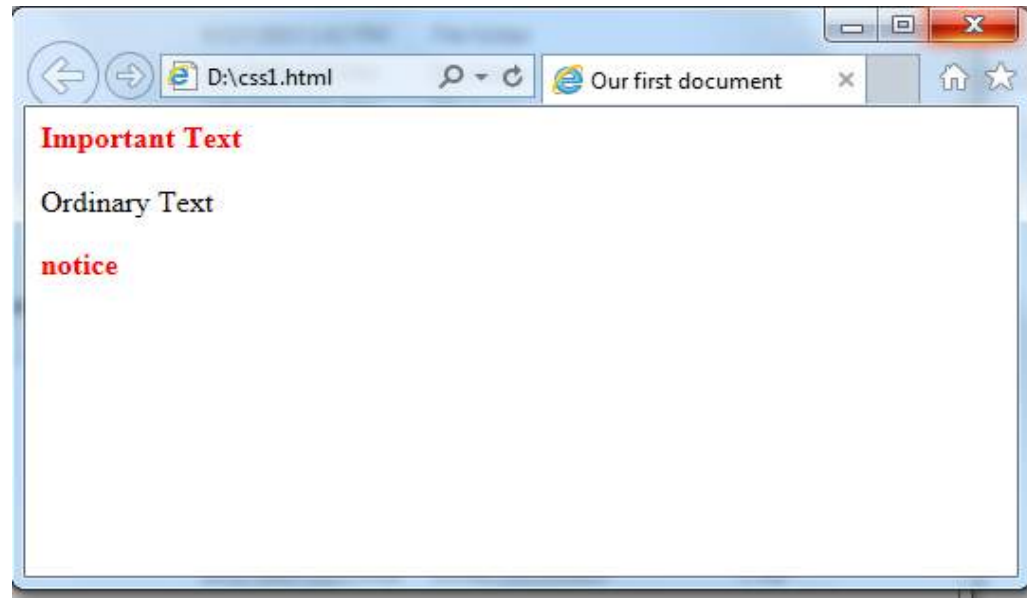 D:\css1.html
Our first document
Important Text
Ordinary Text
notice